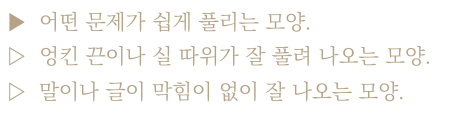 ▶ 어떤 문제가 쉽게 풀리는 모양.
▷ 엉킨 끈이나 실 따위가 잘 풀려 나오는 모양.
▷ 말이나 글이 막힘이 없이 잘 나오는 모양.